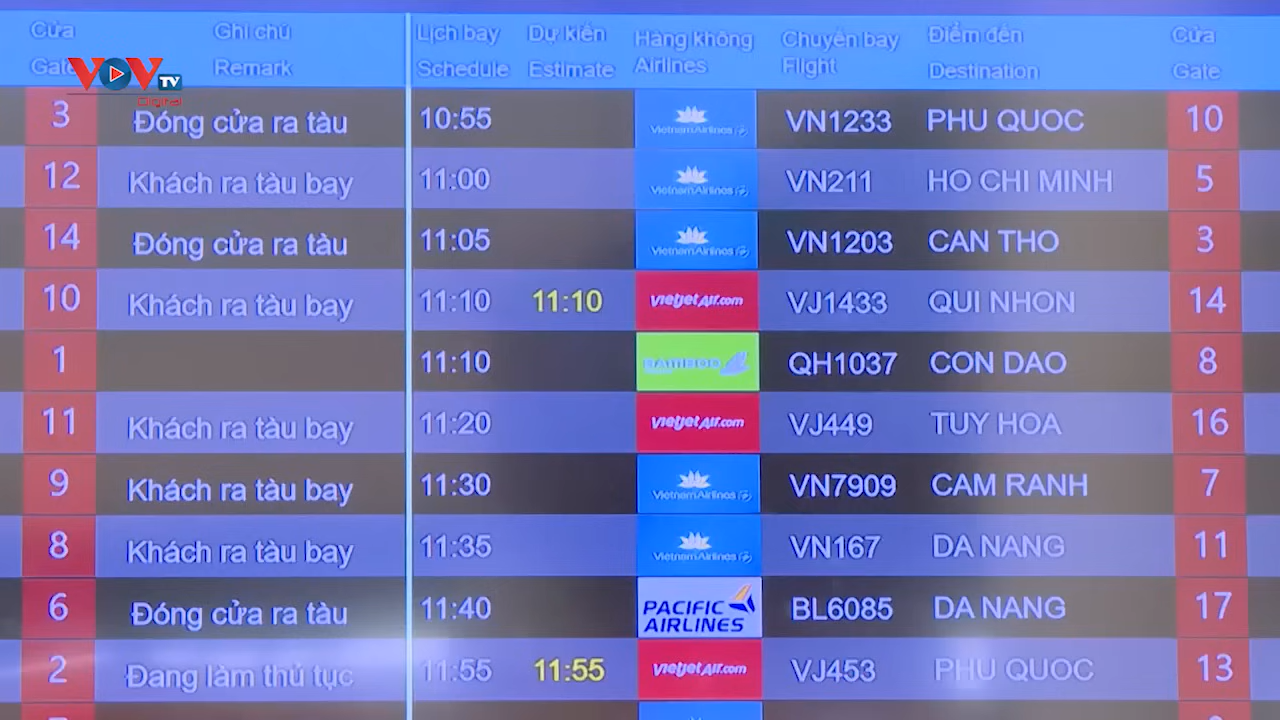 VOV TV
Digital
Cửa Ghi chú Lịch bay Dự kiến Hàng không Chuyến bay Điểm đến Cửa
Gate Remark Schedule Estimate Airlines Flight Destination Gate
3 Đóng cửa ra tàu 10:55 Vietnam Airlines VN1233 PHU QUOC 10
12 Khách ra tàu bay 11:00 Vietnam Airlines VN211 HO CHI MINH 5
14 Đóng cửa ra tàu 11:05 Vietnam Airlines VN1203 CAN THO 3
10 Khách ra tàu bay 11:10 11:10 vietjetAir.com VJ1433 QUI NHON 14
1 11:10 BAMBOO QH1037 CON DAO 8
11 Khách ra tàu bay 11:20 vietjetAir.com VJ449 TUY HOA 16
9 Khách ra tàu bay 11:30 Vietnam Airlines VN7909 CAM RANH 7
8 Khách ra tàu bay 11:35 Vietnam Airlines VN167 DA NANG 11
6 Đóng cửa ra tàu 11:40 PACIFIC AIRLINES BL6085 DA NANG 17
2 Đang làm thủ tục 11:55 11:55 vietjetAir.com VJ453 PHU QUOC 13